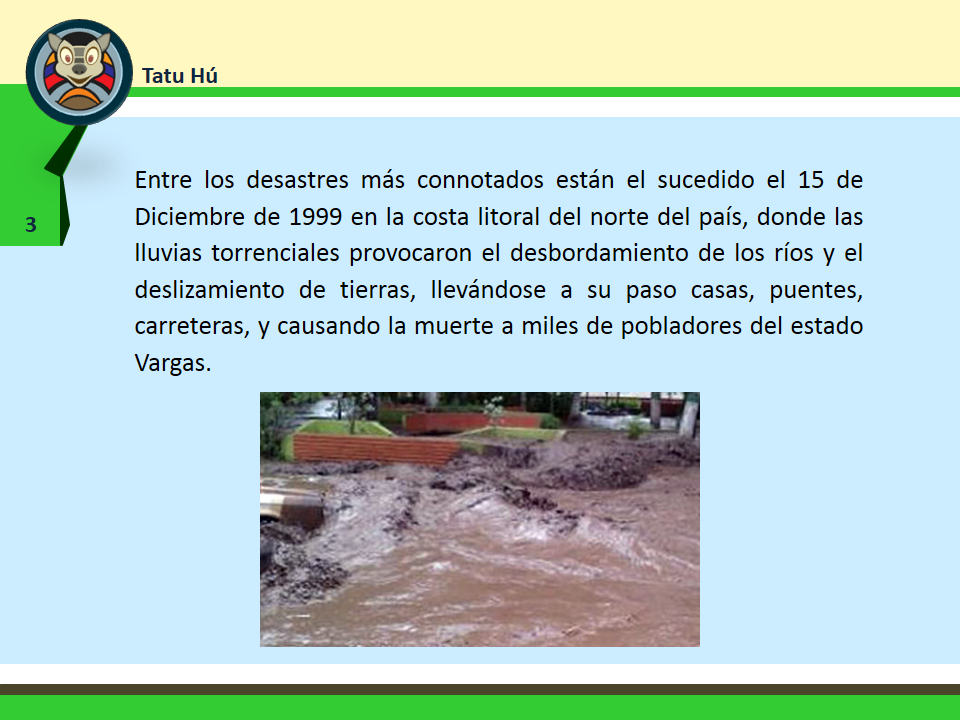 Tatu Hú
Entre los desastres más connotados están el sucedido el 15 de
Diciembre de 1999 en la costa litoral del norte del país, donde las
lluvias torrenciales provocaron el desbordamiento de los ríos y el
deslizamiento de tierras, llevándose a su paso casas, puentes,
carreteras, y causando la muerte a miles de pobladores del estado
Vargas.
3